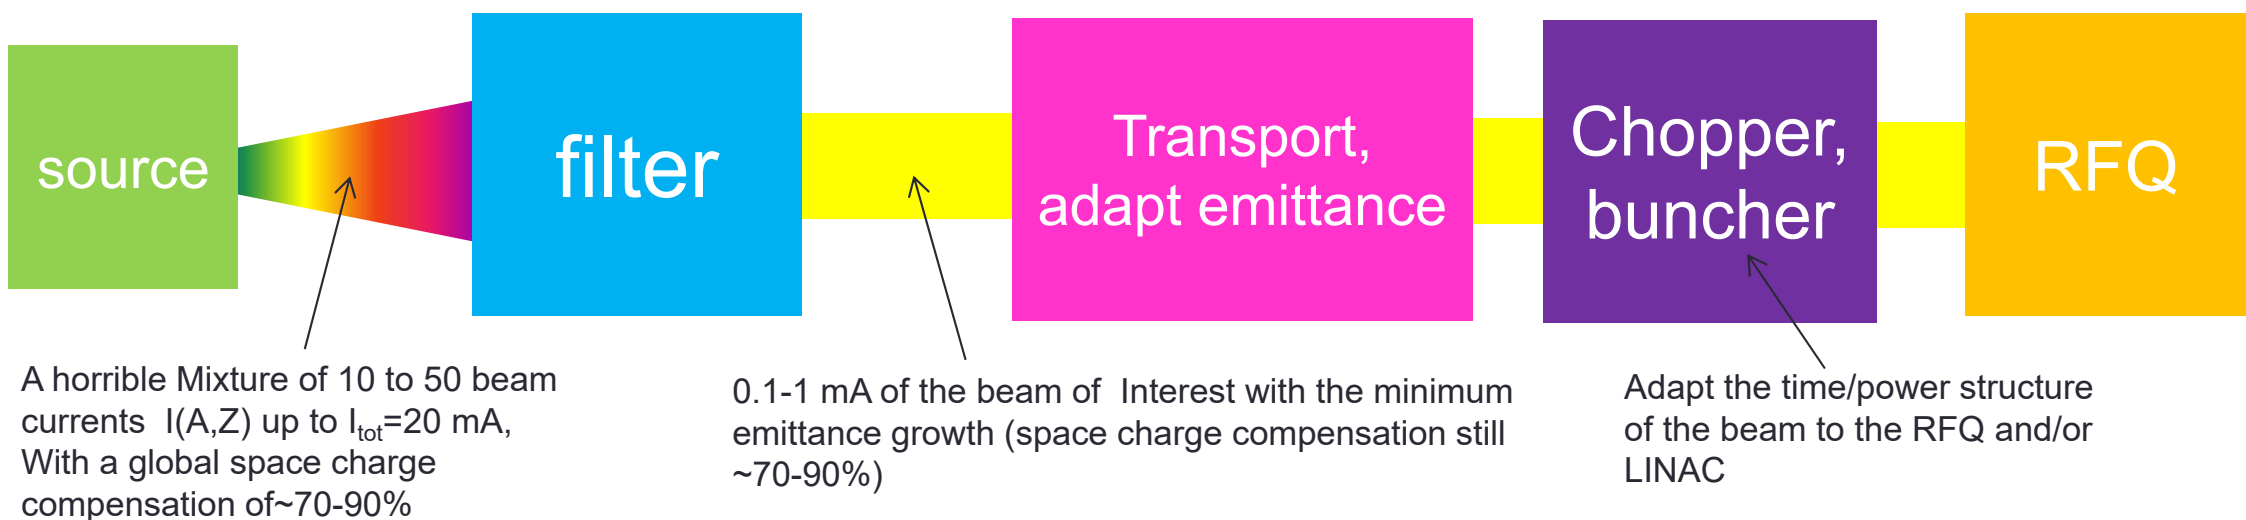 source
filter
Transport,
adapt emittance
Chopper,
buncher
RFQ
A horrible Mixture of 10 to 50 beam
currents I(A,Z) up to Itot=20 mA,
With a global space charge
compensation of~70-90%
0.1-1 mA of the beam of Interest with the minimum
emittance growth (space charge compensation still
~70-90%)
Adapt the time/power structure
of the beam to the RFQ and/or
LINAC